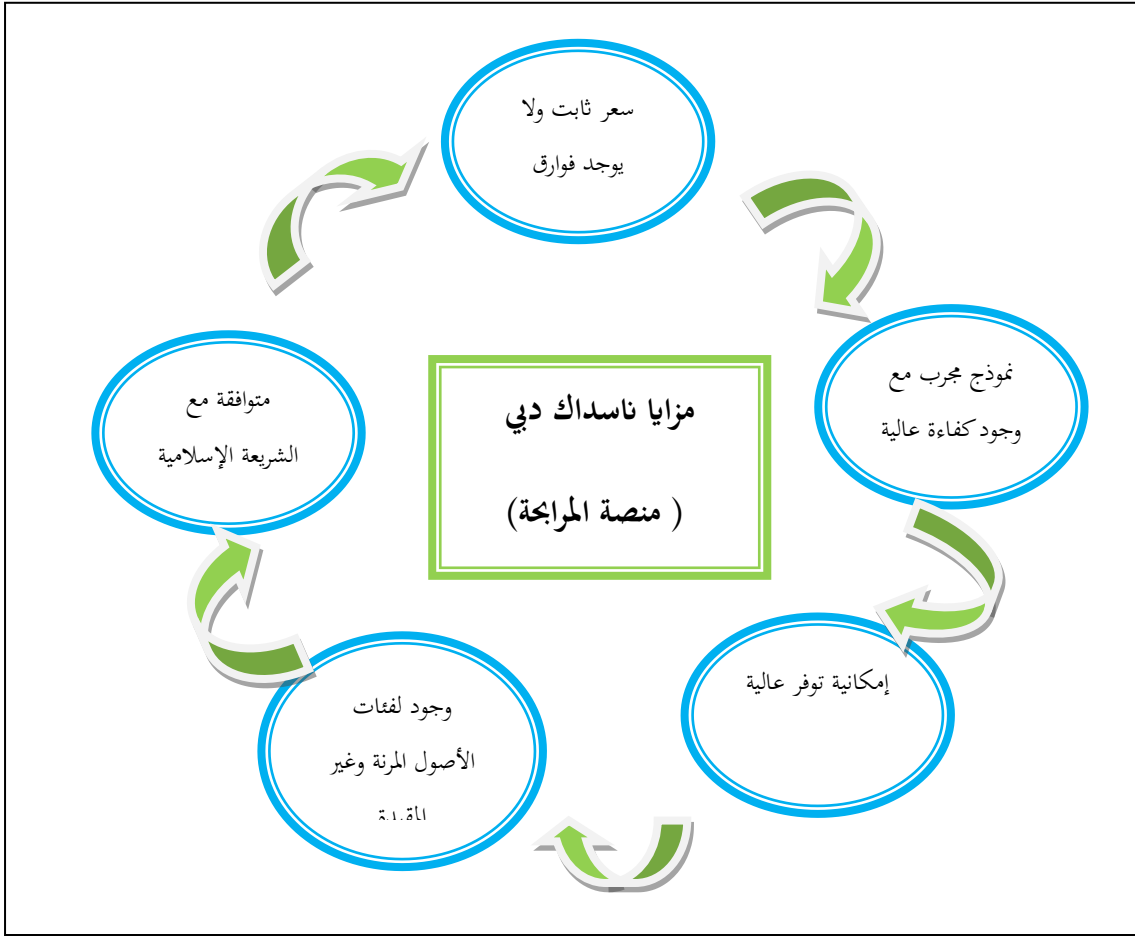 مزايا ناسداك دبي
( منصة المرابحة)
سعر ثابت ولا
يوجد فوارق
نموذج مجرب مع
وجود كفاءة عالية
إمكانية توفر عالية
وجود لفئات
الأصول المرنة وغير
المقيدة
متوافقة مع
الشريعة الإسلامية